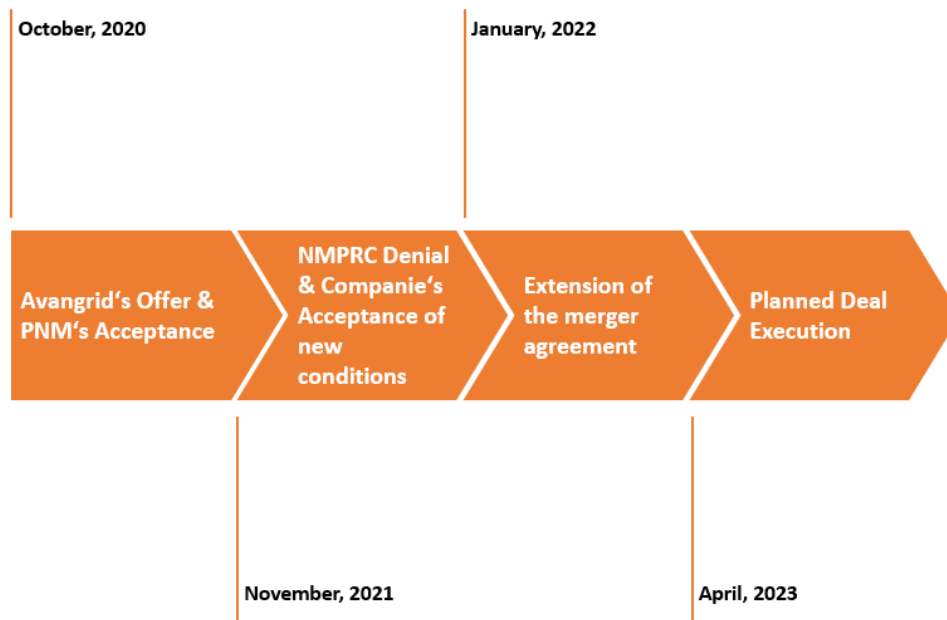 October, 2020
January, 2022
Avangrid‘s Offer &
PNM‘s Acceptance
NMPRC Denial
& Companie‘s
Acceptance of
new
conditions
Extension of
the merger
agreement
Planned Deal
Execution
November, 2021
April, 2023